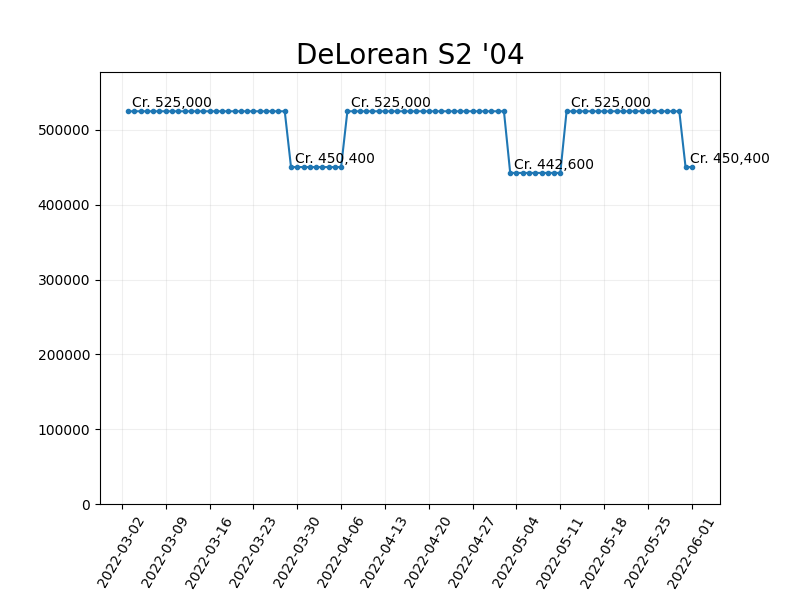 DeLorean S2 '04
Cr. 525,000
Cr. 525,000
Cr. 525,000
Cr. 450,400
Cr. 442,600
Cr. 450,400
500000
400000
300000
200000
100000
0
2022-03-02
2022-03-09
2022-03-16
2022-03-23
2022-03-30
2022-04-06
2022-04-13
2022-04-20
2022-04-27
2022-05-04
2022-05-11
2022-05-18
2022-05-25
2022-06-01